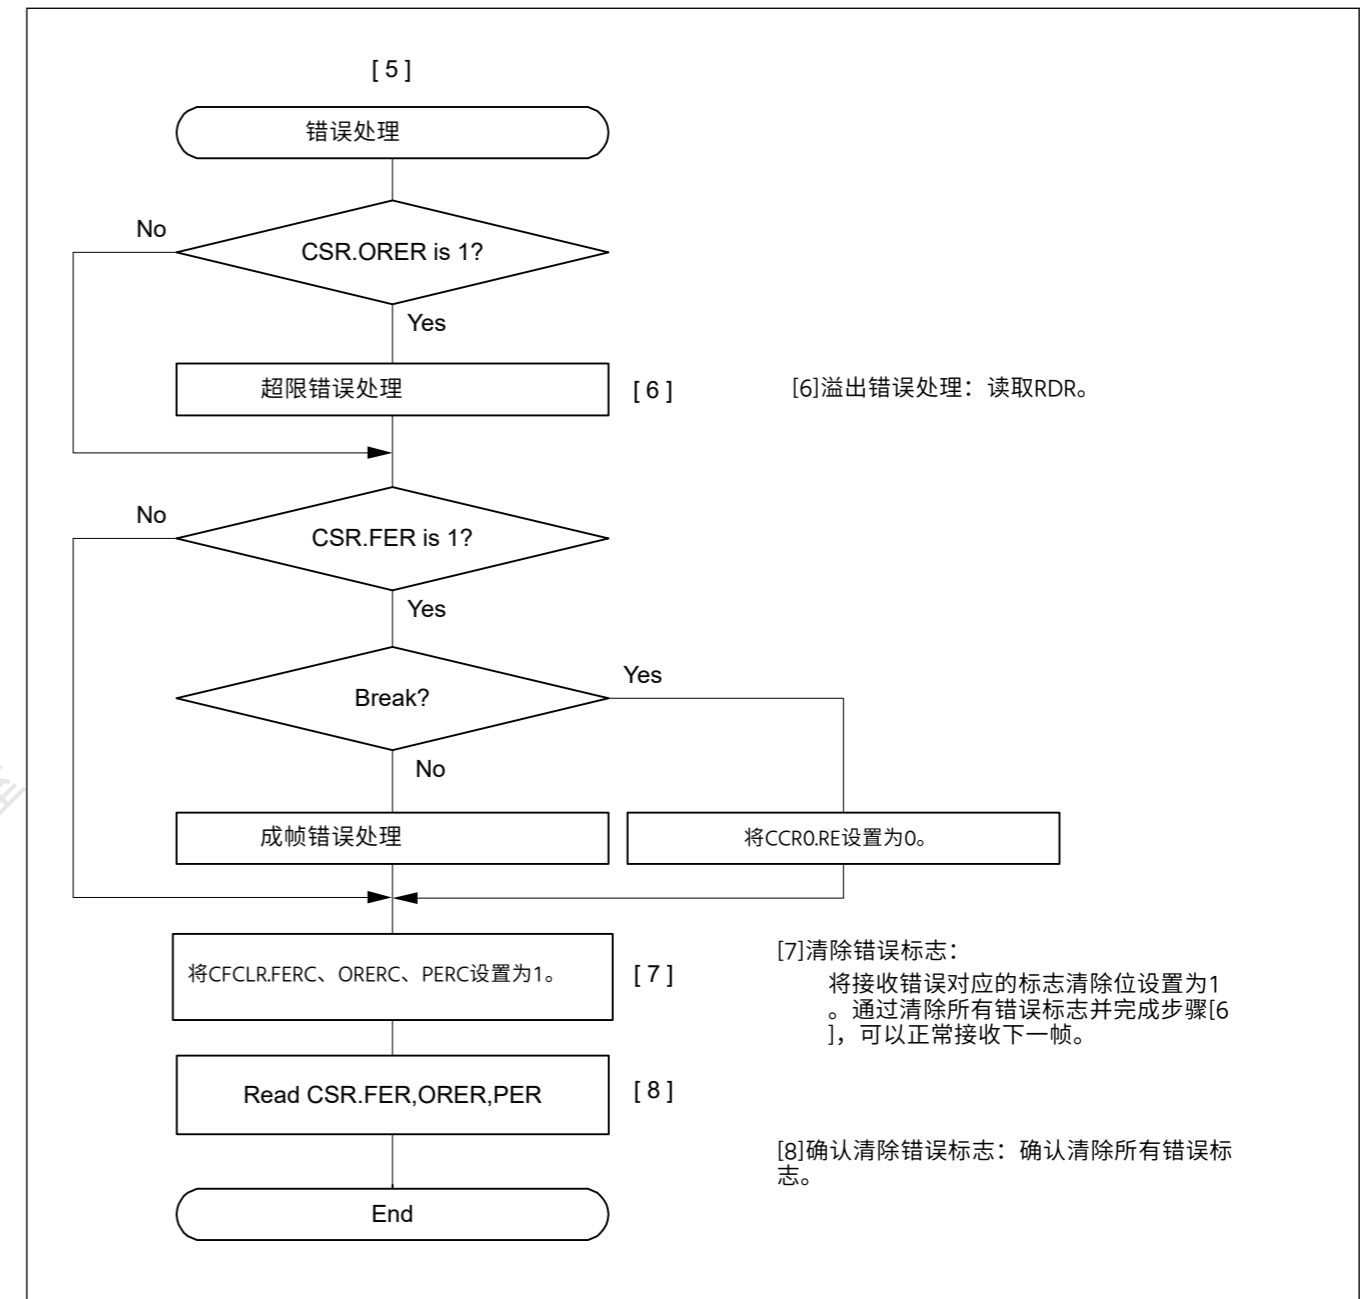 [ 5 ]
错误处理
No
CSR.ORER is 1?
Yes
超限错误处理
[ 6 ]
[6]溢出错误处理：读取RDR。
No
CSR.FER is 1?
Yes
Yes
Break?
No
成帧错误处理
将CCR0.RE设置为0。
将CFCLR.FERC、ORERC、PERC设置为1。
[ 7 ]
[7]清除错误标志：
将接收错误对应的标志清除位设置为1
。通过清除所有错误标志并完成步骤[6
]，可以正常接收下一帧。
Read CSR.FER,ORER,PER
[ 8 ]
[8]确认清除错误标志：确认清除所有错误标
志。
End